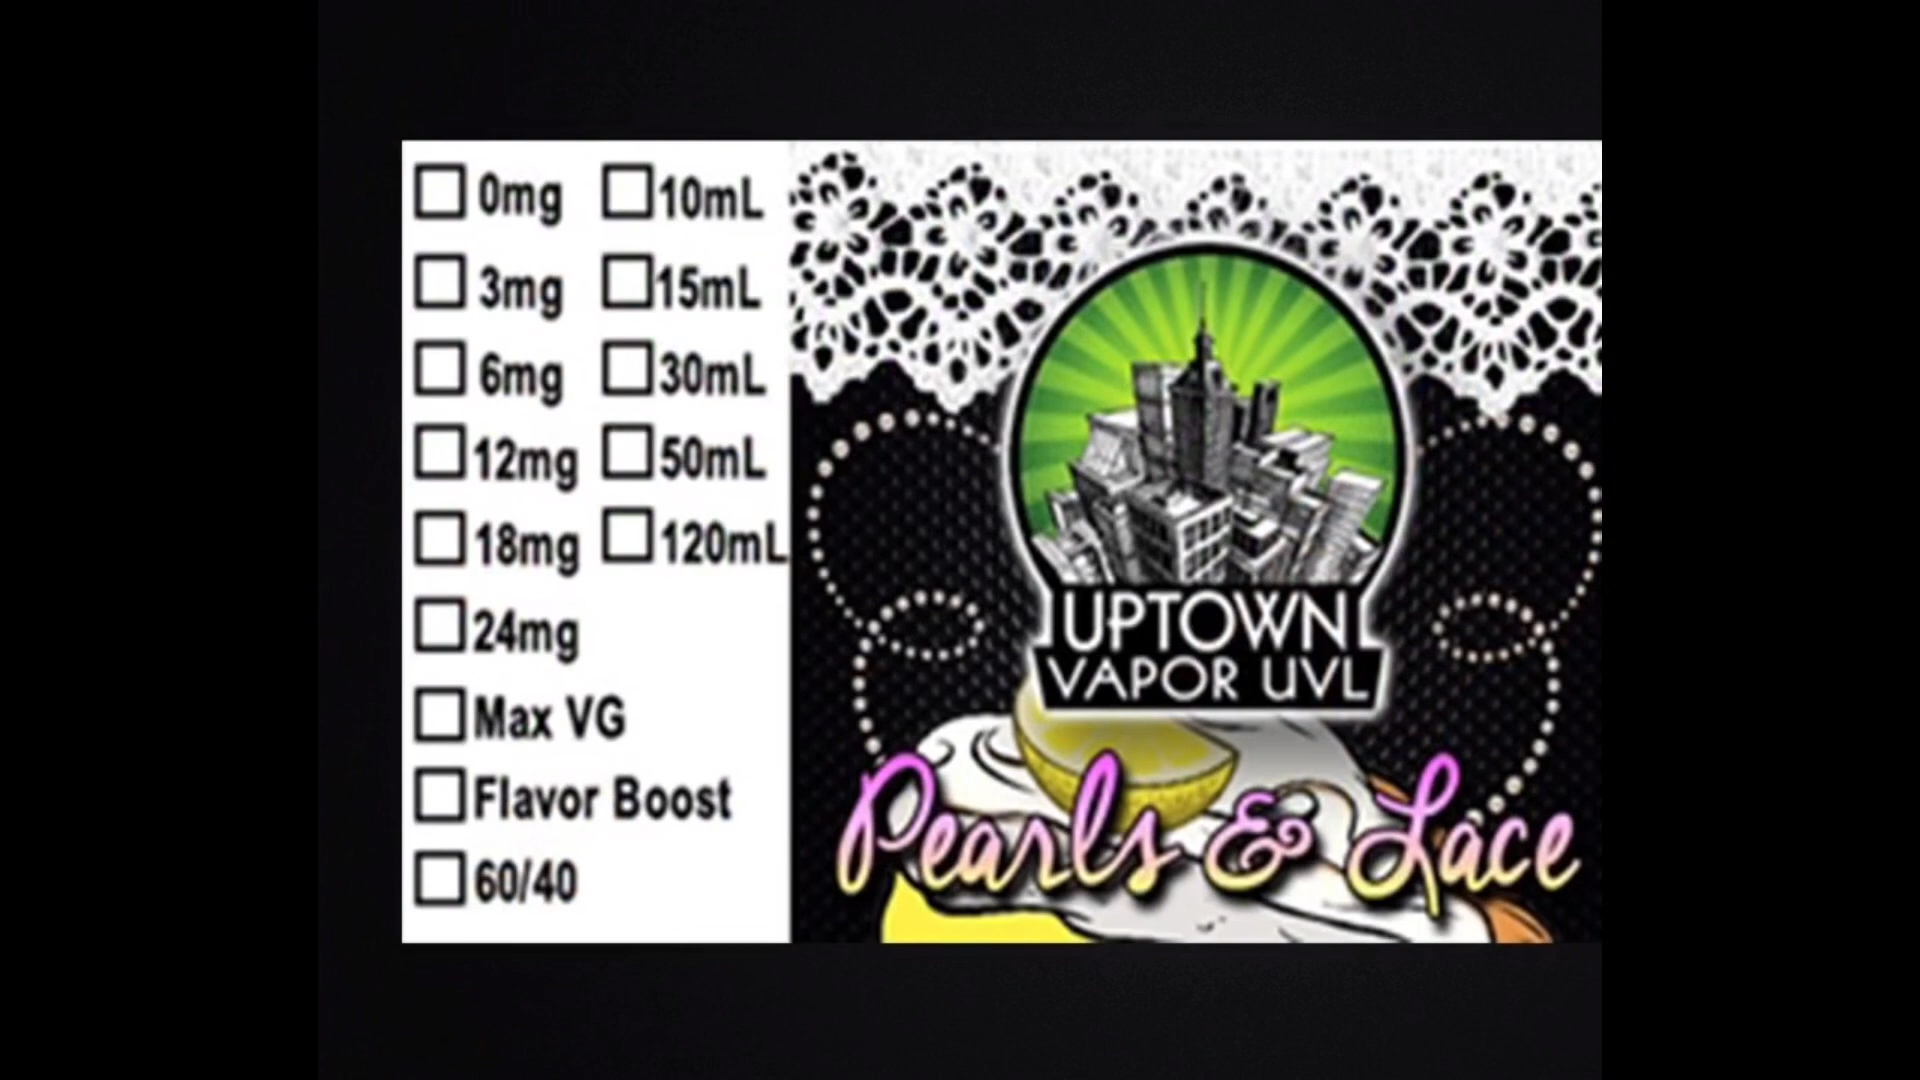 0mg
10mL
3mg
15mL
6mg
30mL
12mg
50mL
18mg
120mL
24mg
Max VG
Flavor Boost
60/40
UPTOWN
VAPOR UVL
Pearls & Lace